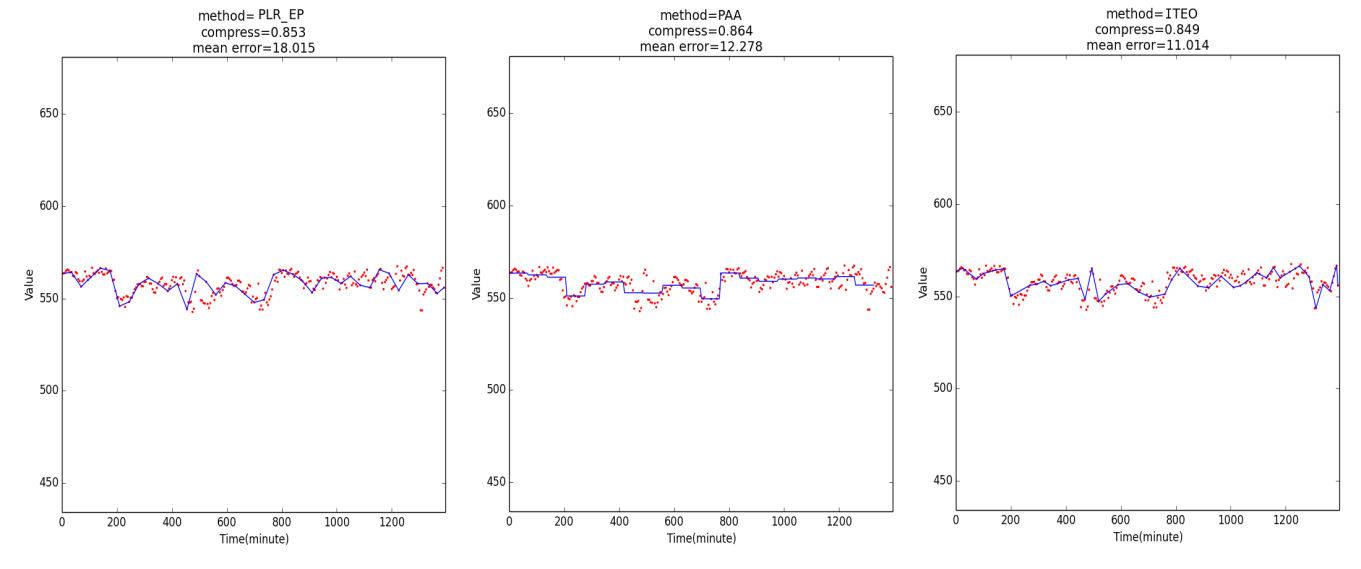 method= PLR_EP
compress=0.853
mean error=18.015
650
600
550
500
450
Value
0 200 400 600 800 1000 1200
Time(minute)
method=PAA
compress=0.864
mean error=12.278
650
600
550
500
450
Value
0 200 400 600 800 1000 1200
Time(minute)
method=ITEO
compress=0.849
mean error=11.014
650
600
550
500
450
Value
0 200 400 600 800 1000 1200
Time(minute)